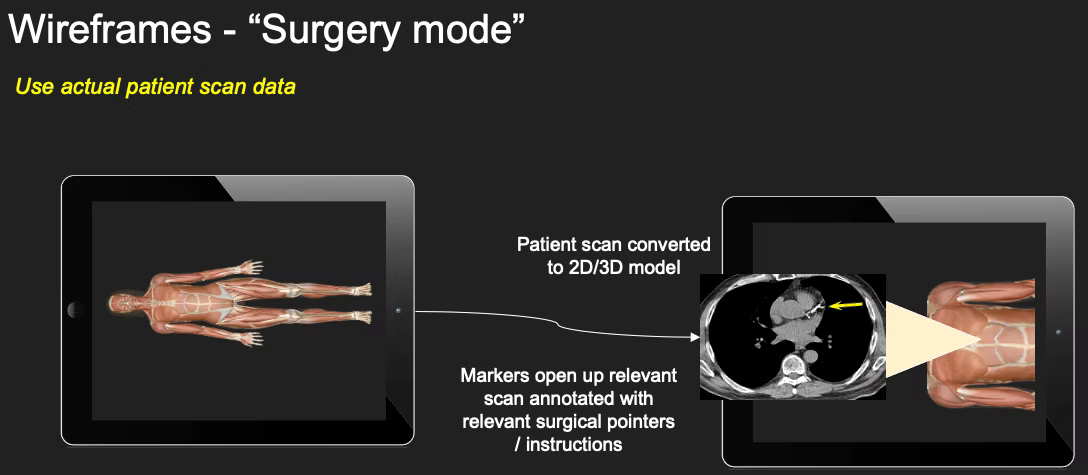 Wireframes - “Surgery mode”
Use actual patient scan data
Patient scan converted
to 2D/3D model
Markers open up relevant
scan annotated with
relevant surgical pointers
/ instructions